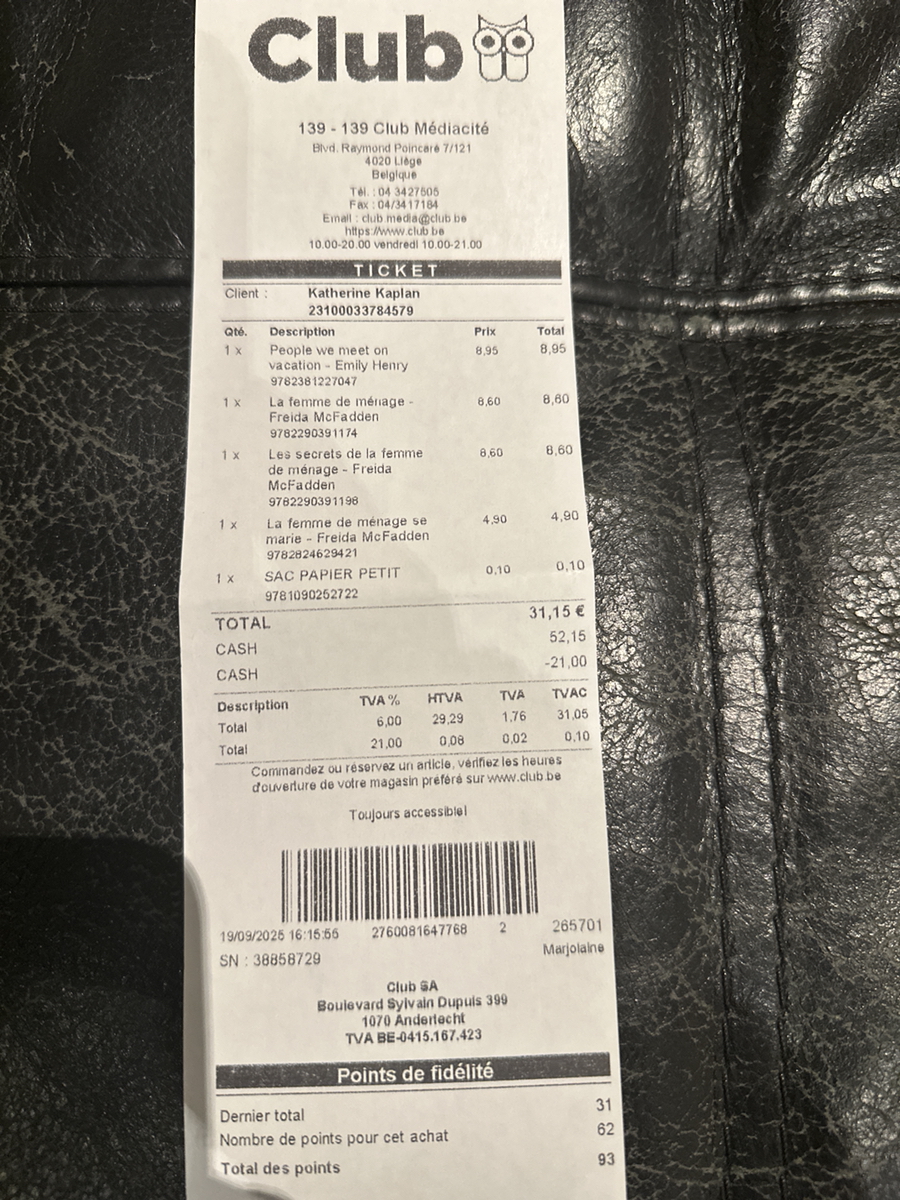 Club
139 - 139 Club Médiacité
Blvd. Raymond Poincaré 7/121
4020 Liège
Belgique
Tél. : 04 3427605
Fax : 04/3417184
Email : club.media@club.be
https://www.club.be
10.00-20.00 vendredi 10.00-21.00
TICKET
Client : Katherine Kaplan
23100033784579
Qté. Description Prix Total
1 x People we meet on 8,95 8,95
vacation - Emily Henry
9782381227047
1 x La femme de ménage - 8,60 8,60
Freida McFadden
9782290391174
1 x Les secrets de la femme 8,60 8,60
de ménage - Freida
McFadden
9782290391198
1 x La femme de ménage se 4,90 4,90
marie - Freida McFadden
9782824629421
1 x SAC PAPIER PETIT 0,10 0,10
9781090252722
TOTAL 31,15 €
CASH 52,15
CASH -21,00
Description TVA % HTVA TVA TVAC
Total 6,00 29,29 1,76 31,05
Total 21,00 0,08 0,02 0,10
Commandez ou réservez un article, vérifiez les heures
d'ouverture de votre magasin préféré sur www.club.be
Toujours accessible!
19/09/2025 16:15:56 2760081647768 2 265701
SN : 38858729 Marjolaine
Club SA
Boulevard Sylvain Dupuis 399
1070 Anderlecht
TVA BE-0415.167.423
Points de fidélité
Dernier total 31
Nombre de points pour cet achat 62
Total des points 93